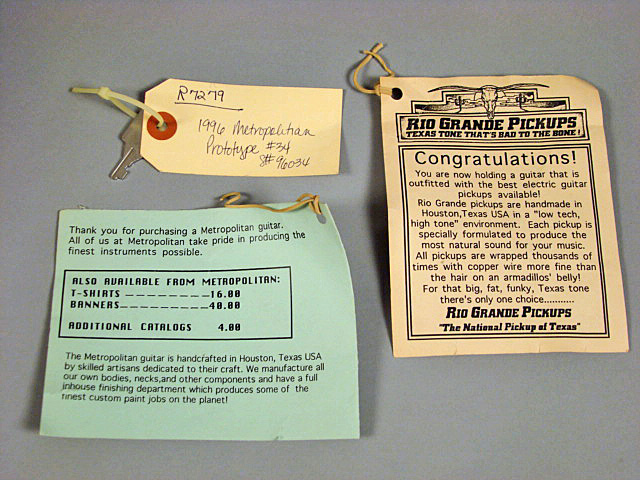 R7279
1996 Metropolitian
Prototype #34
S# 96034
RIO GRANDE PICKUPS
TEXAS TONE THAT'S BAD TO THE BONE!
Congratulations!
You are now holding a guitar that is
outfitted with the best electric guitar
pickups available!
Rio Grande pickups are handmade in
Houston,Texas USA in a "low tech,
high tone" environment. Each pickup is
specially formulated to produce the
most natural sound for your music.
All pickups are wrapped thousands of
times with copper wire more fine than
the hair on an armadillos' belly!
For that big, fat, funky, Texas tone
there's only one choice...........
RIO GRANDE PICKUPS
"The National Pickup of Texas"
Thank you for purchasing a Metropolitan guitar.
All of us at Metropolitan take pride in producing the
finest instruments possible.
ALSO AVAILABLE FROM METROPOLITAN:
T-SHIRTS ——————————16.00
BANNERS——————————40.00
ADDITIONAL CATALOGS 4.00
The Metropolitan guitar is handcrafted in Houston, Texas USA
by skilled artisans dedicated to their craft. We manufacture all
our own bodies, necks,and other components and have a full
inhouse finishing department which produces some of the
finest custom paint jobs on the planet!